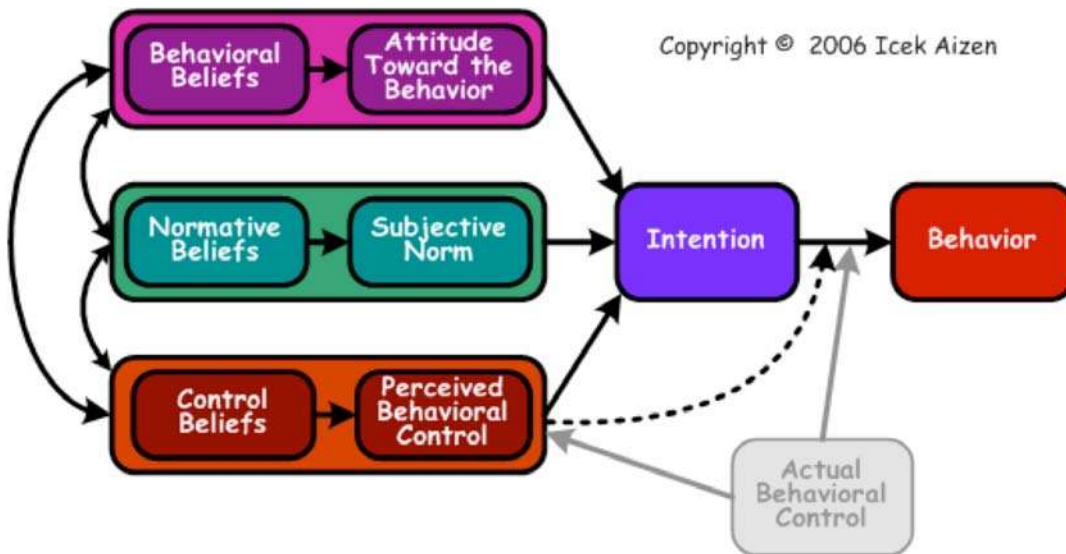 Copyright © 2006 Icek Aizen
Behavioral
Beliefs
Attitude
Toward the
Behavior
Normative
Beliefs
Subjective
Norm
Intention
Behavior
Control
Beliefs
Perceived
Behavioral
Control
Actual
Behavioral
Control